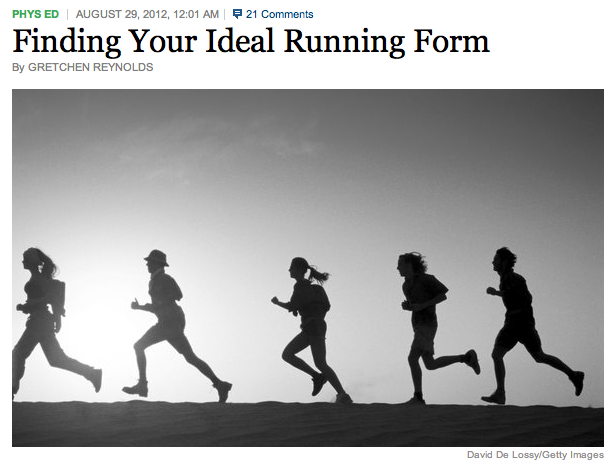 PHYS ED | AUGUST 29, 2012, 12:01 AM | 21 Comments
Finding Your Ideal Running Form
By GRETCHEN REYNOLDS
David De Lossy/Getty Images